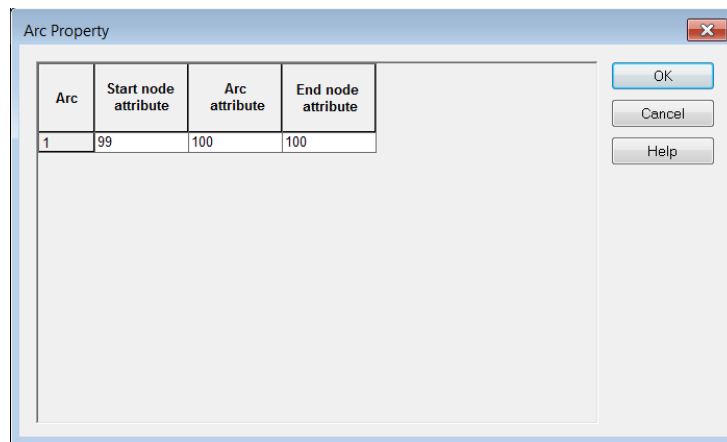 Arc Property
Arc Start node attribute Arc attribute End node attribute
1 99 100 100
OK
Cancel
Help